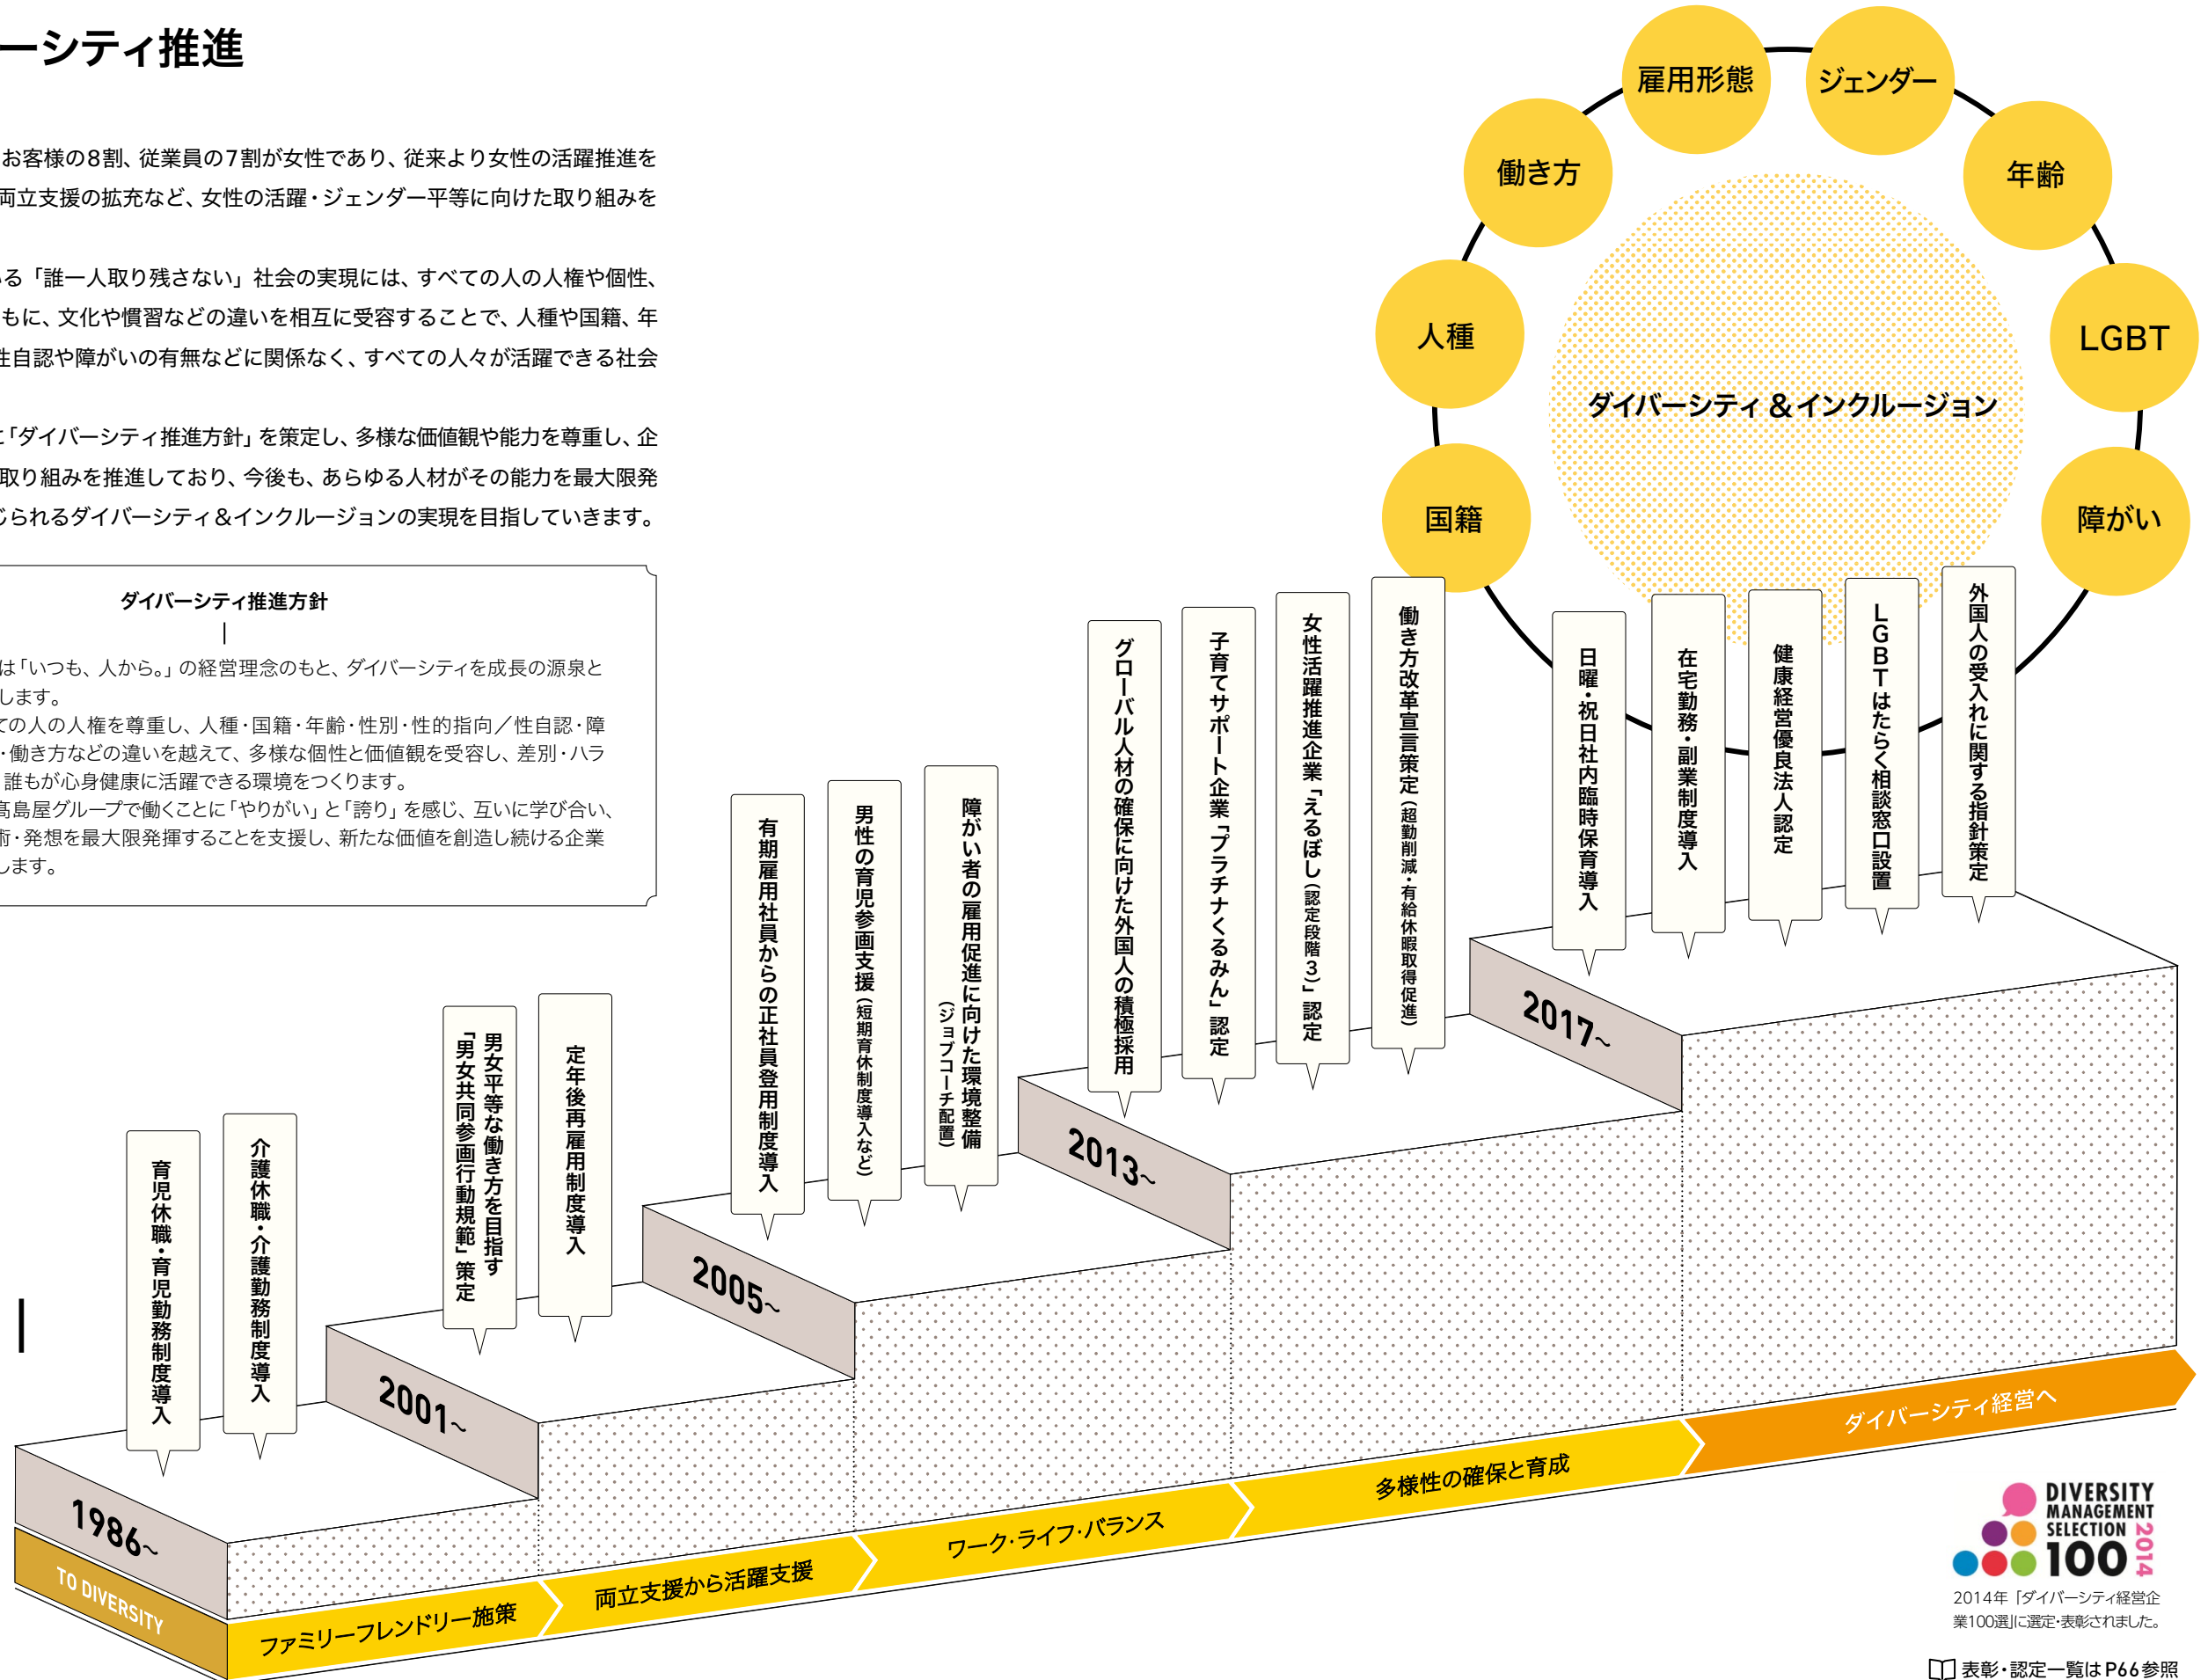 ーシティ推進
お客様の8割、従業員の7割が女性であり、従来より女性の活躍推進を
両立支援の拡充など、女性の活躍・ジェンダー平等に向けた取り組みを
いる「誰一人取り残さない」社会の実現には、すべての人の人権や個性、
もに、文化や慣習などの違いを相互に受容することで、人種や国籍、年
性自認や障がいの有無などに関係なく、すべての人々が活躍できる社会
に「ダイバーシティ推進方針」を策定し、多様な価値観や能力を尊重し、企
取り組みを推進しており、今後も、あらゆる人材がその能力を最大限発
じられるダイバーシティ&インクルージョンの実現を目指していきます。
ダイバーシティ推進方針
は「いつも、人から。」の経営理念のもと、ダイバーシティを成長の源泉と
します。
ての人の人権を尊重し、人種・国籍・年齢・性別・性的指向／性自認・障
・働き方などの違いを越えて、多様な個性と価値観を受容し、差別・ハラ
誰もが心身健康に活躍できる環境をつくります。
髙島屋グループで働くことに「やりがい」と「誇り」を感じ、互いに学び合い、
術・発想を最大限発揮することを支援し、新たな価値を創造し続ける企業
します。
雇用形態
ジェンダー
働き方
年齢
人種
LGBT
国籍
障がい
ダイバーシティ&インクルージョン
1986~
育児休職・育児勤務制度導入
介護休職・介護勤務制度導入
2001~
男女平等な働き方を目指す
「男女共同参画行動規範」策定
定年後再雇用制度導入
2005~
有期雇用社員からの正社員登用制度導入
男性の育児参画支援(短期育休制度導入など)
障がい者の雇用促進に向けた環境整備
(ジョブコーチ配置)
2013~
グローバル人材の確保に向けた外国人の積極採用
子育てサポート企業「プラチナくるみん」認定
女性活躍推進企業「えるぼし(認定段階3)」認定
働き方改革宣言策定(超勤削減・有給休暇取得促進)
2017~
日曜・祝日社内臨時保育導入
在宅勤務・副業制度導入
健康経営優良法人認定
LGBTはたらく相談窓口設置
外国人の受入れに関する指針策定
TO DIVERSITY
ファミリーフレンドリー施策
両立支援から活躍支援
ワーク・ライフ・バランス
多様性の確保と育成
ダイバーシティ経営へ
DIVERSITY
MANAGEMENT
SELECTION
100
2014
2014年「ダイバーシティ経営企
業100選」に選定・表彰されました。
表彰・認定一覧はP66参照